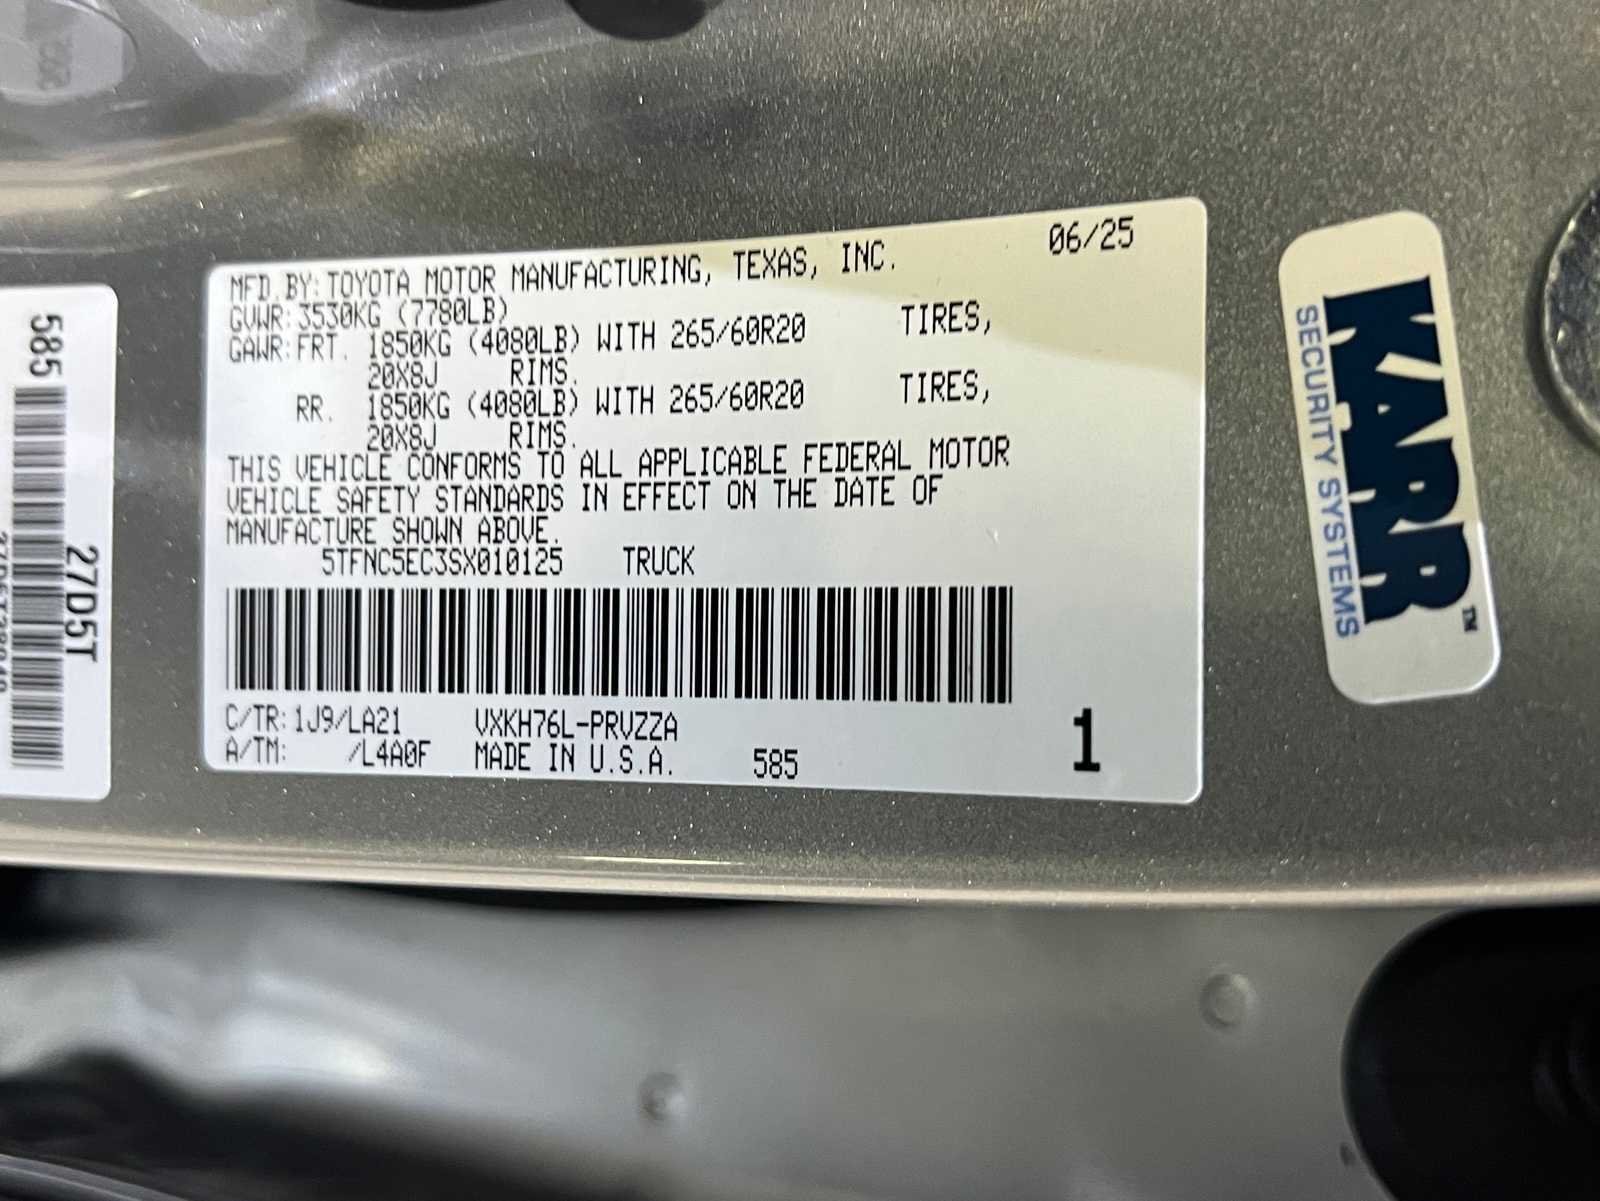 MFD.BY:TOYOTA MOTOR MANUFACTURING, TEXAS, INC. 06/25
GVWR:3530KG (7780LB)
GAWR:FRT. 1850KG (4080LB) WITH 265/60R20 TIRES,
20X8J RIMS.
RR. 1850KG (4080LB) WITH 265/60R20 TIRES,
20X8J RIMS.
THIS VEHICLE CONFORMS TO ALL APPLICABLE FEDERAL MOTOR
VEHICLE SAFETY STANDARDS IN EFFECT ON THE DATE OF
MANUFACTURE SHOWN ABOVE.
5TFNC5EC3SX010125 TRUCK
C/TR:1J9/LA21 VXKH76L-PRVZZA
A/TM: /L4A0F MADE IN U.S.A. 585
1
585
27D5T
KARR™
SECURITY SYSTEMS